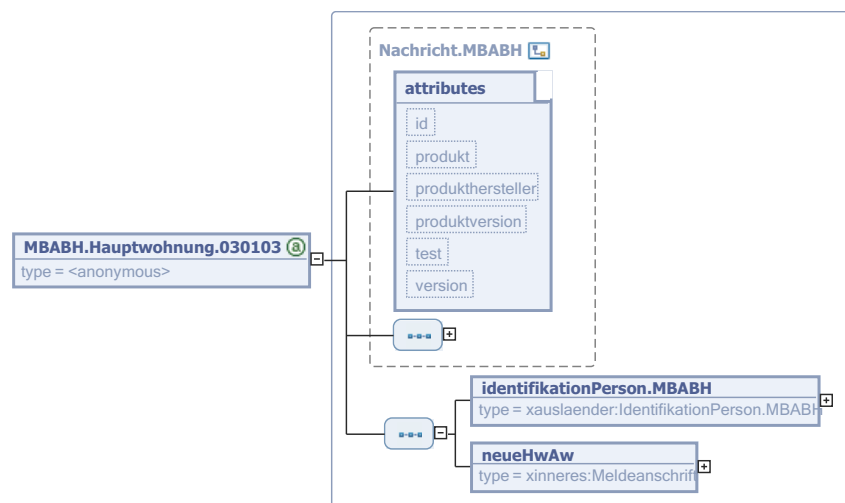 Nachricht.MBABH
attributes
id
produkt
produkthersteller
produktversion
test
version
MBABH.Hauptwohnung.030103 a
type = <anonymous>
identifikationPerson.MBABH
type = xauslaender:IdentifikationPerson.MBABH
neueHwAw
type = xinneres:Meldeanschrift